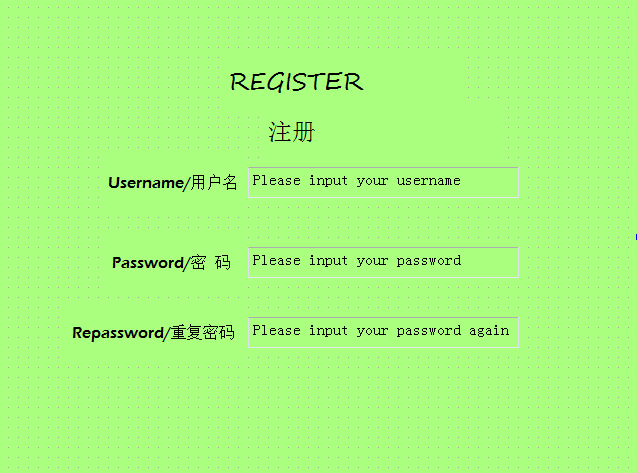 REGISTER
注册
Username/用户名 Please input your username
Password/密 码 Please input your password
Repassword/重复密码 Please input your password again